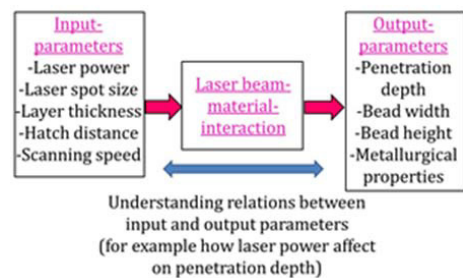 Input-
parameters
-Laser power
-Laser spot size
-Layer thickness
-Hatch distance
-Scanning speed
Laser beam-
material-
interaction
Output-
parameters
-Penetration
depth
-Bead width
-Bead height
-Metallurgical
properties
Understanding relations between
input and output parameters
(for example how laser power affect
on penetration depth)